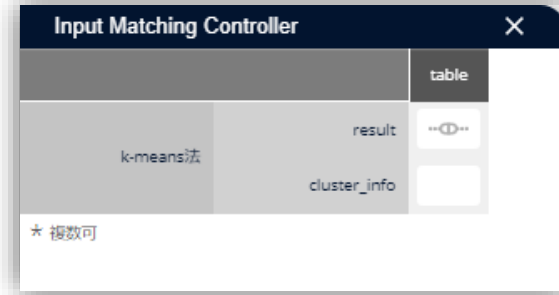 Input Matching Controller
table
k-means法
result
cluster_info
* 複数可